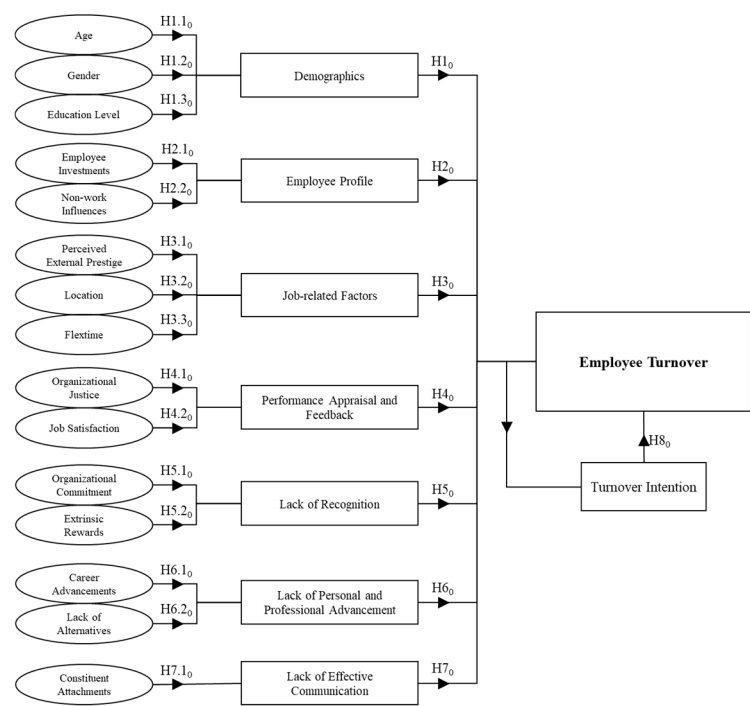 H1.1₀
Age
H1.2₀
Gender
H1.3₀
Education Level
Demographics
H1₀
H2.1₀
Employee
Investments
H2.2₀
Non-work
Influences
Employee Profile
H2₀
H3.1₀
Perceived
External Prestige
H3.2₀
Location
H3.3₀
Flextime
Job-related Factors
H3₀
H4.1₀
Organizational
Justice
H4.2₀
Job Satisfaction
Performance Appraisal and
Feedback
H4₀
H5.1₀
Organizational
Commitment
H5.2₀
Extrinsic
Rewards
Lack of Recognition
H5₀
H6.1₀
Career
Advancements
H6.2₀
Lack of
Alternatives
Lack of Personal and
Professional Advancement
H6₀
H7.1₀
Constituent
Attachments
Lack of Effective
Communication
H7₀
Employee Turnover
H8₀
Turnover Intention